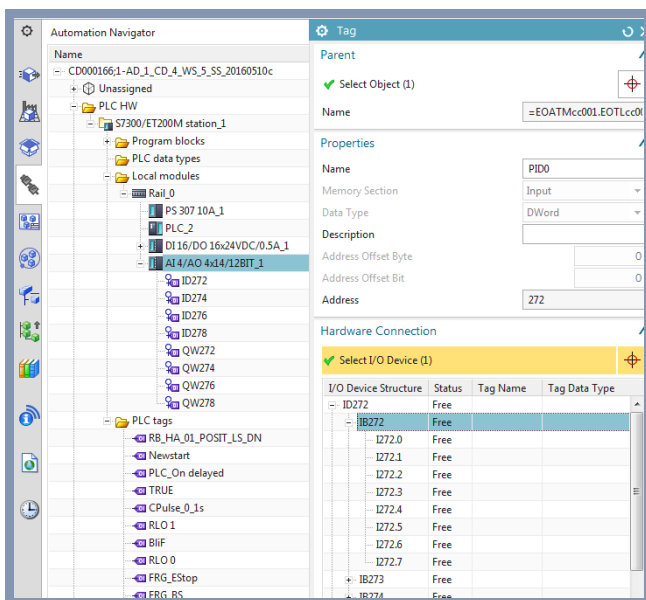 Automation Navigator
Name
CD000166;1-AD_1_CD_4_WS_5_SS_20160510c
Unassigned
PLC HW
S7300/ET200M station_1
Program blocks
PLC data types
Local modules
Rail_0
PS 307 10A_1
PLC_2
DI 16/DO 16x24VDC/0.5A_1
AI 4/AO 4x14/12BIT_1
ID272
ID274
ID276
ID278
QW272
QW274
QW276
QW278
PLC tags
RB_HA_01_POSIT_LS_DN
Newstart
PLC_On delayed
TRUE
CPulse_0_1s
RLO 1
BliF
RLO 0
FRG_EStop
FRG_BS
Tag
Parent
Select Object (1)
Name =EOATMcc001.EOTLcc00
Properties
Name PID0
Memory Section Input
Data Type DWord
Description
Address Offset Byte 0
Address Offset Bit 0
Address 272
Hardware Connection
Select I/O Device (1)
I/O Device Structure Status Tag Name Tag Data Type
ID272 Free
IB272 Free
I272.0 Free
I272.1 Free
I272.2 Free
I272.3 Free
I272.4 Free
I272.5 Free
I272.6 Free
I272.7 Free
IB273 Free
IB274 Free